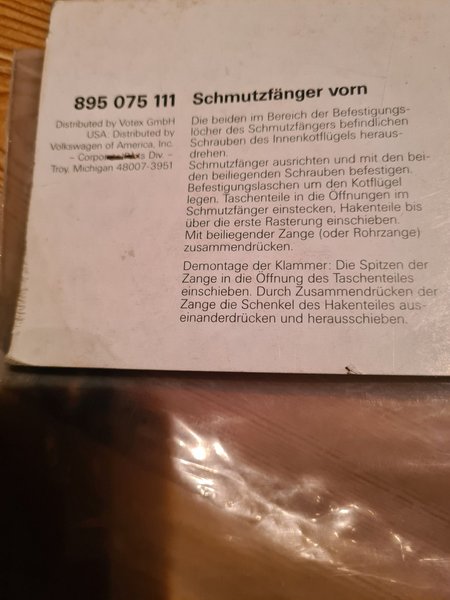 895 075 111 Schmutzfänger vorn
Distributed by Votex GmbH
USA: Distributed by
Volkswagen of America, Inc.
- Div. -
Troy, Michigan 48007-3951
Die beiden im Bereich der Befestigungs-
löcher des Schmutzfängers befindlichen
Schrauben des Innenkotflügels heraus-
drehen.
Schmutzfänger ausrichten und mit den bei-
den beiliegenden Schrauben befestigen.
Befestigungslaschen um den Kotflügel
legen. Taschenteile in die Öffnungen im
Schmutzfänger einstecken, Hakenteile bis
über die erste Rasterung einschieben.
Mit beiliegender Zange (oder Rohrzange)
zusammendrücken.
Demontage der Klammer: Die Spitzen der
Zange in die Öffnung des Taschenteiles
einschieben. Durch Zusammendrücken der
Zange die Schenkel des Hakenteiles aus-
einanderdrücken und herausschieben.